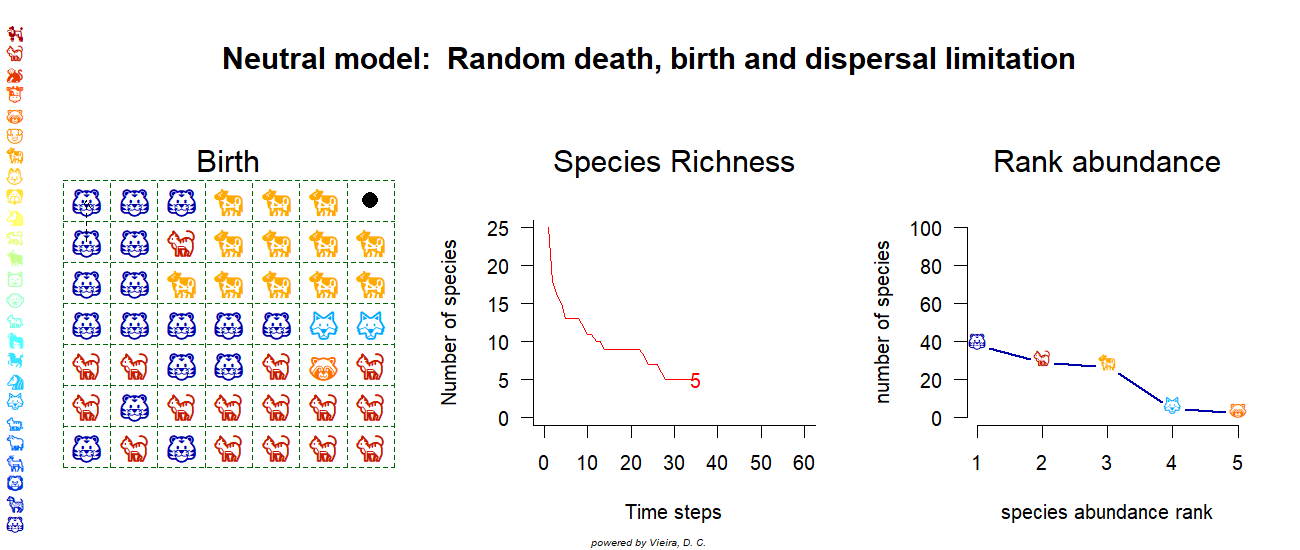 Neutral model:  Random death, birth and dispersal limitation
Birth
Species Richness
Number of species
25
20
15
10
5
0
5
0 10 20 30 40 50 60
Time steps
Rank abundance
number of species
100
80
60
40
20
0
1 2 3 4 5
species abundance rank
powered by Vieira, D. C.